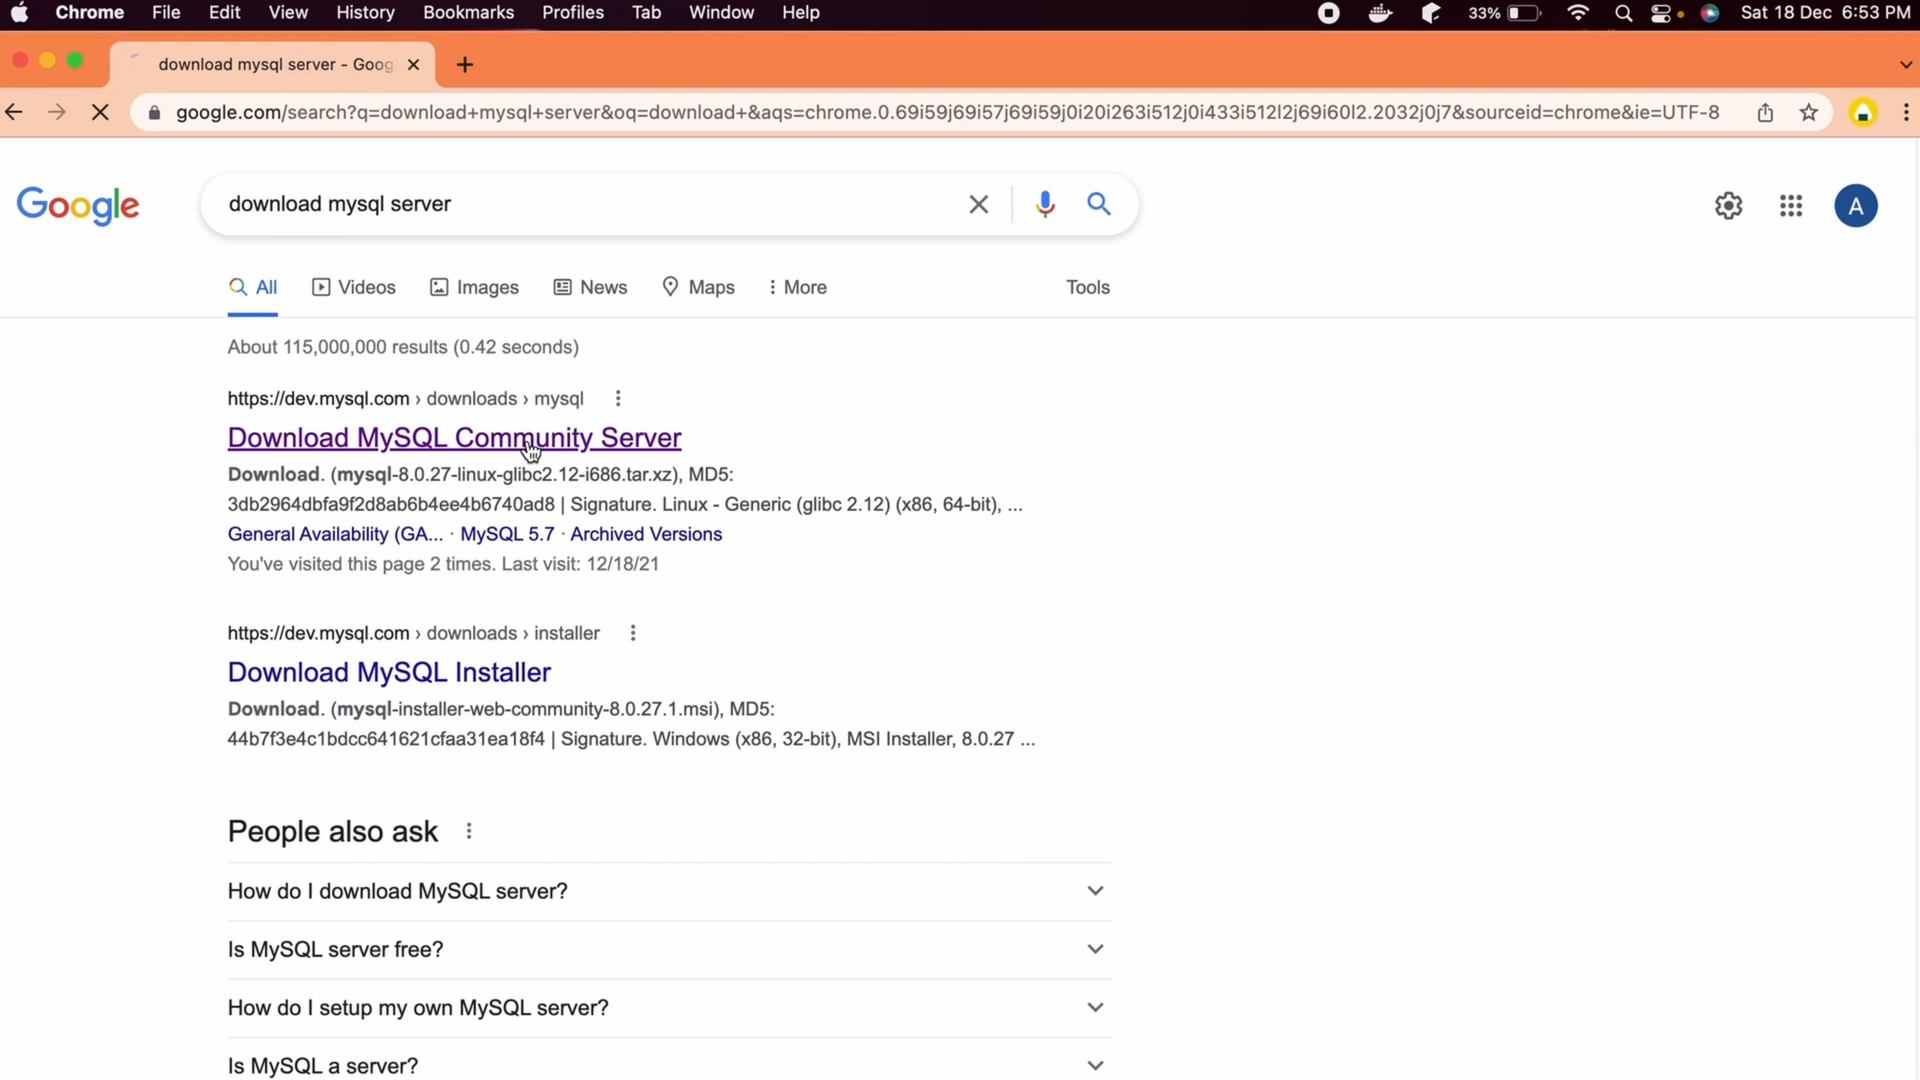 Chrome File Edit View History Bookmarks Profiles Tab Window Help 33% Sat 18 Dec 6:53 PM
download mysql server - Goog
google.com/search?q=download+mysql+server&oq=download+&aqs=chrome.0.69i59j69i57j69i59j0i20i263i512j0i433i512l2j69i60l2.2032j0j7&sourceid=chrome&ie=UTF-8
Google download mysql server A
All Videos Images News Maps More Tools
About 115,000,000 results (0.42 seconds)
https://dev.mysql.com › downloads › mysql
Download MySQL Community Server
Download. (mysql-8.0.27-linux-glibc2.12-i686.tar.xz), MD5:
3db2964dbfa9f2d8ab6b4ee4b6740ad8 | Signature. Linux - Generic (glibc 2.12) (x86, 64-bit), ...
General Availability (GA... · MySQL 5.7 · Archived Versions
You've visited this page 2 times. Last visit: 12/18/21
https://dev.mysql.com › downloads › installer
Download MySQL Installer
Download. (mysql-installer-web-community-8.0.27.1.msi), MD5:
44b7f3e4c1bdcc641621cfaa31ea18f4 | Signature. Windows (x86, 32-bit), MSI Installer, 8.0.27 ...
People also ask
How do I download MySQL server?
Is MySQL server free?
How do I setup my own MySQL server?
Is MySQL a server?